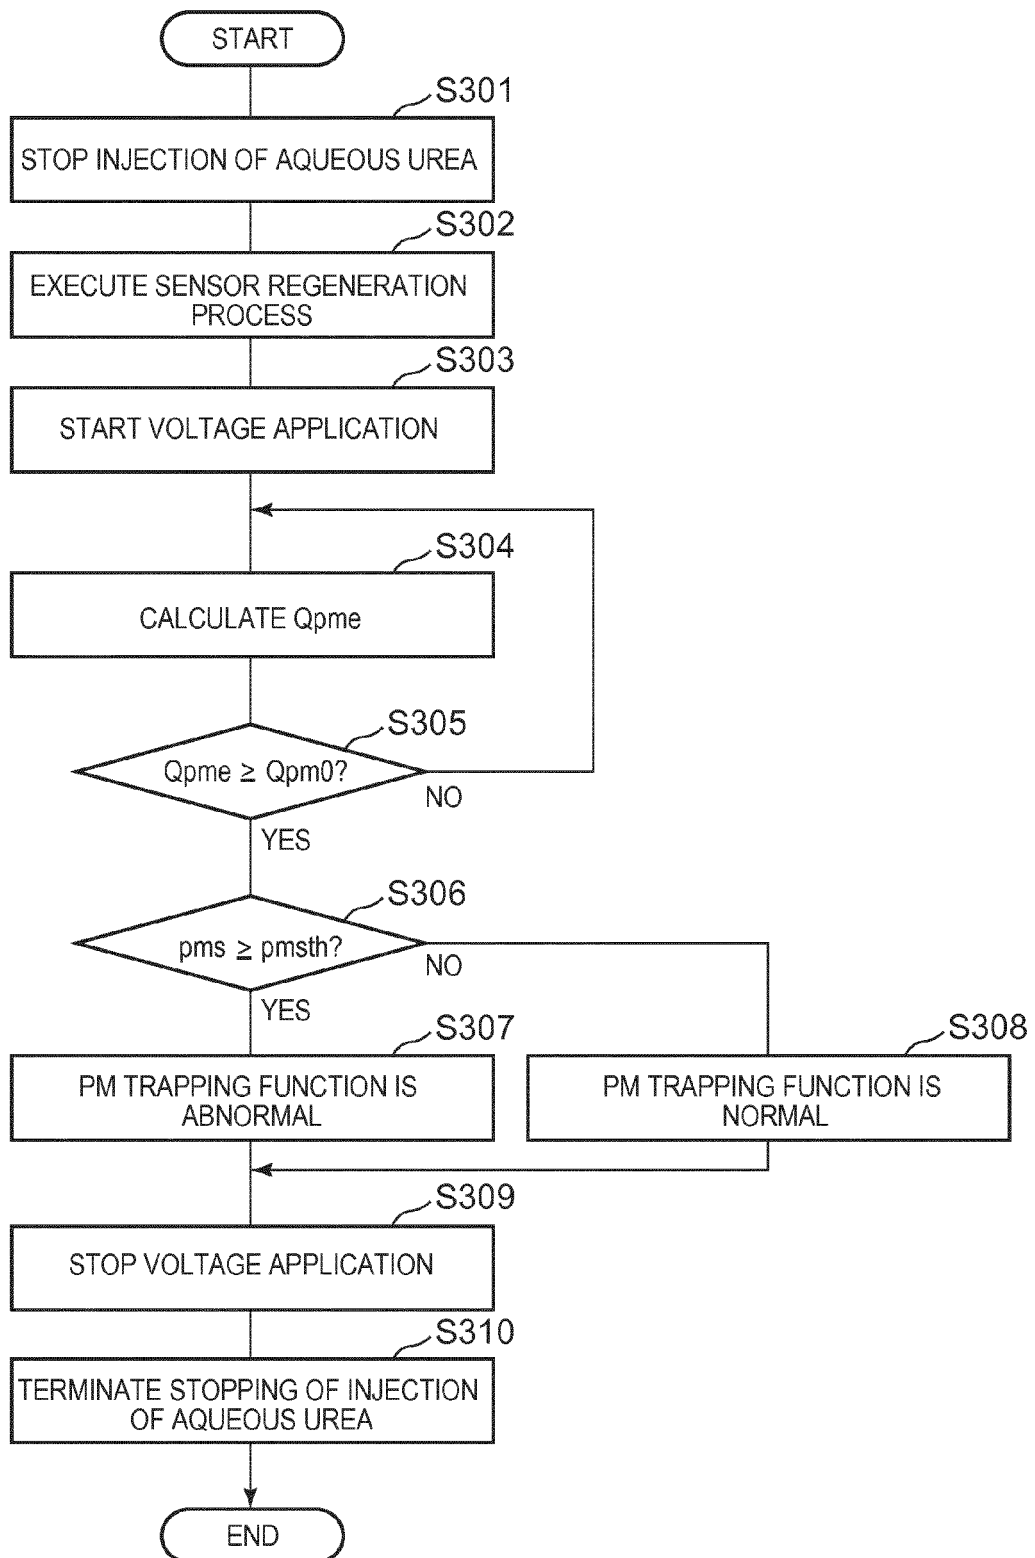 START
S301
STOP INJECTION OF AQUEOUS UREA
S302
EXECUTE SENSOR REGENERATION
PROCESS
S303
START VOLTAGE APPLICATION
S304
CALCULATE Qpme
S305
Qpme ≥ Qpm0?
NO
YES
S306
pms ≥ pmsth?
NO
YES
S307
PM TRAPPING FUNCTION IS
ABNORMAL
S308
PM TRAPPING FUNCTION IS
NORMAL
S309
STOP VOLTAGE APPLICATION
S310
TERMINATE STOPPING OF INJECTION
OF AQUEOUS UREA
END